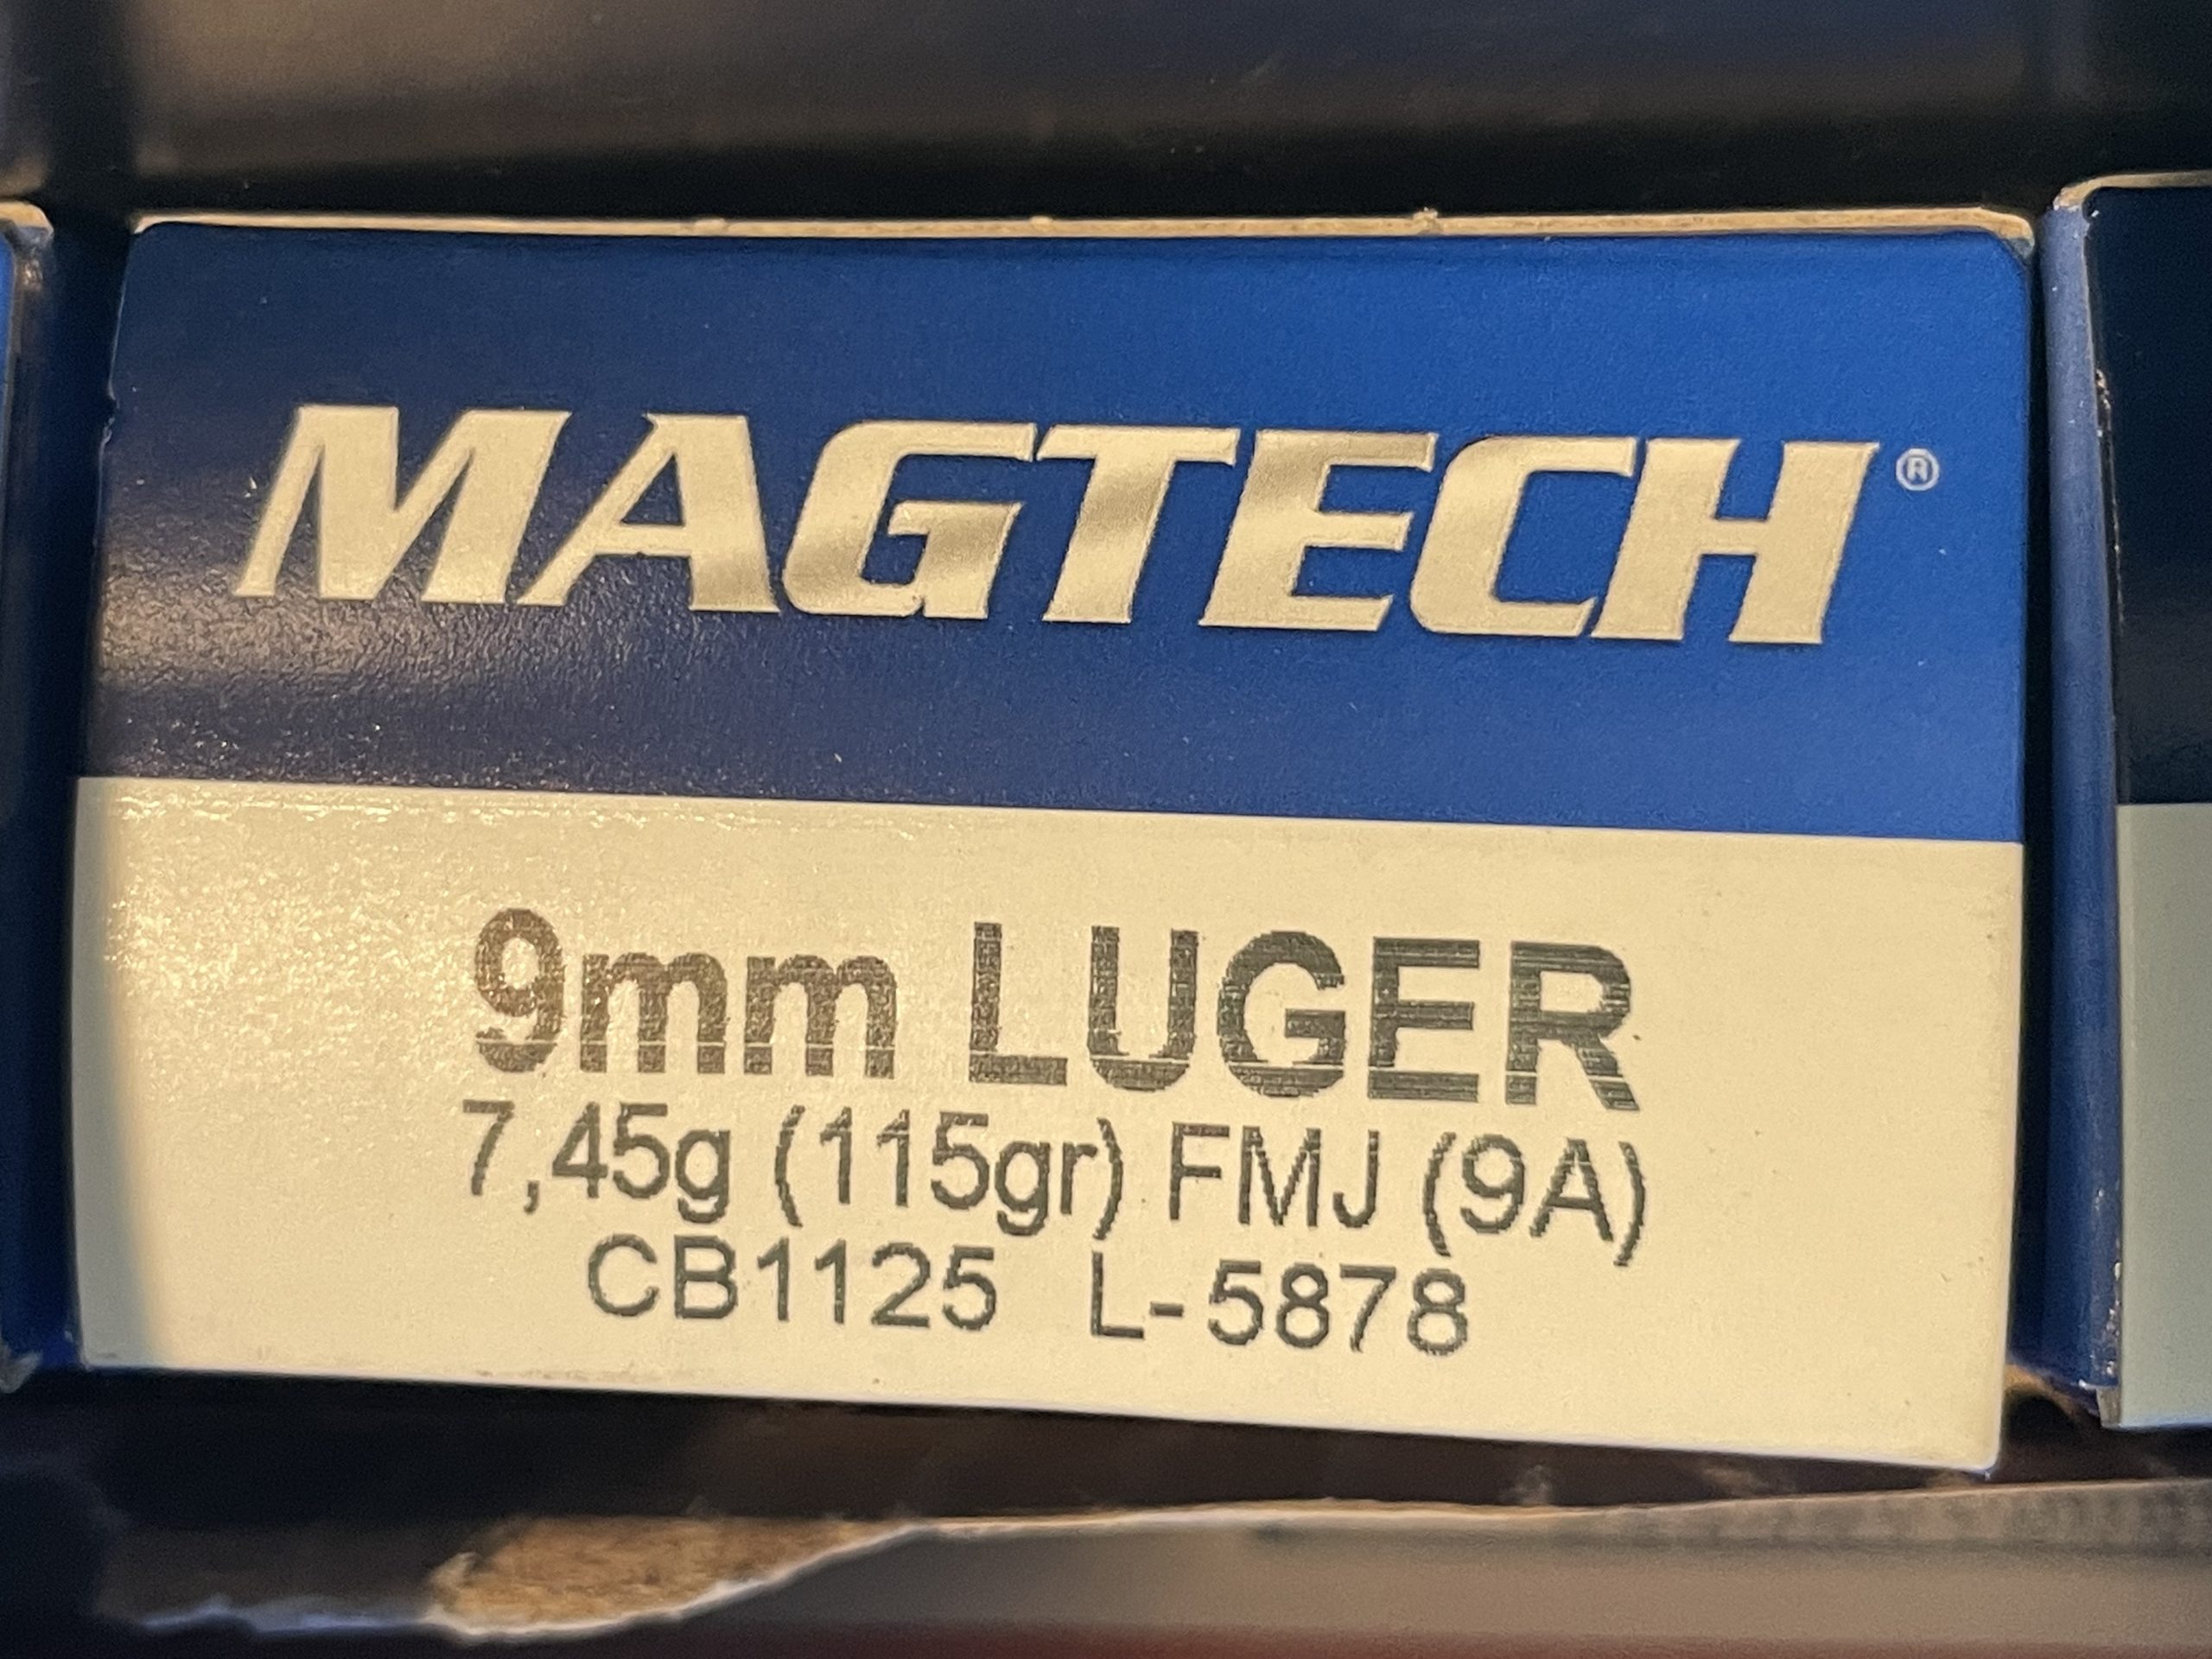 MAGTECH®
9mm LUGER
7,45g (115gr) FMJ (9A)
CB1125 L-5878